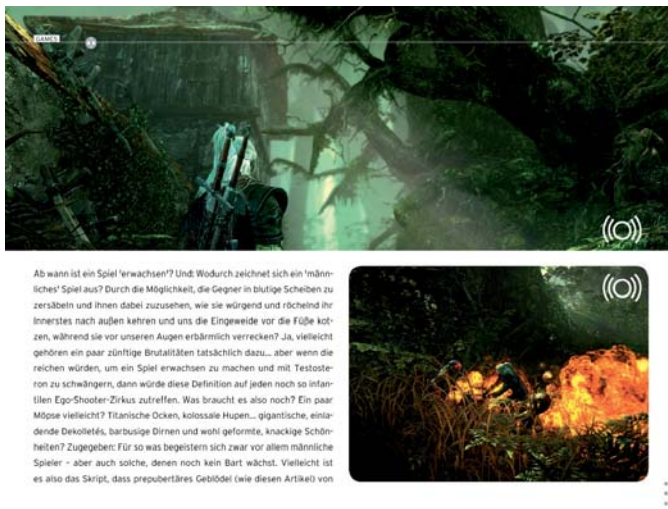 GAMES
Ab wann ist ein Spiel 'erwachsen'? Und: Wodurch zeichnet sich ein 'männ-
liches' Spiel aus? Durch die Möglichkeit, die Gegner in blutige Scheiben zu
zersäbeln und ihnen dabei zuzusehen, wie sie würgend und röchelnd ihr
Innerstes nach außen kehren und uns die Eingeweide vor die Füße kot-
zen, während sie vor unseren Augen erbärmlich verrecken? Ja, vielleicht
gehören ein paar zünftige Brutalitäten tatsächlich dazu... aber wenn die
reichen würden, um ein Spiel erwachsen zu machen und mit Testoste-
ron zu schwängern, dann würde diese Definition auf jeden noch so infan-
tilen Ego-Shooter-Zirkus zutreffen. Was braucht es also noch? Ein paar
Möpse vielleicht? Titanische Ocken, kolossale Hupen... gigantische, einla-
dende Dekolletés, barbusige Dirnen und wohl geformte, knackige Schön-
heiten? Zugegeben: Für so was begeistern sich zwar vor allem männliche
Spieler - aber auch solche, denen noch kein Bart wächst. Vielleicht ist
es also das Skript, dass prepubertäres Geblödel (wie diesen Artikel) von